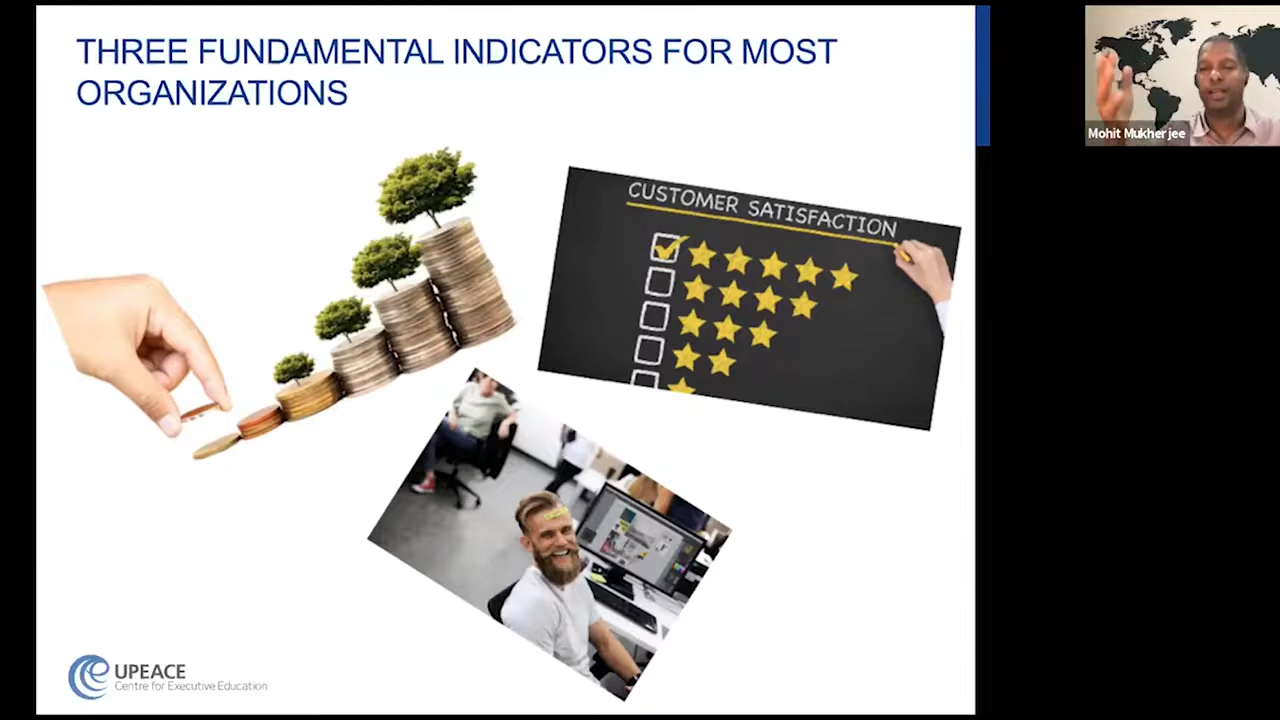 THREE FUNDAMENTAL INDICATORS FOR MOST
ORGANIZATIONS
CUSTOMER SATISFACTION
Mohit Mukherjee
UPEACE
Centre for Executive Education